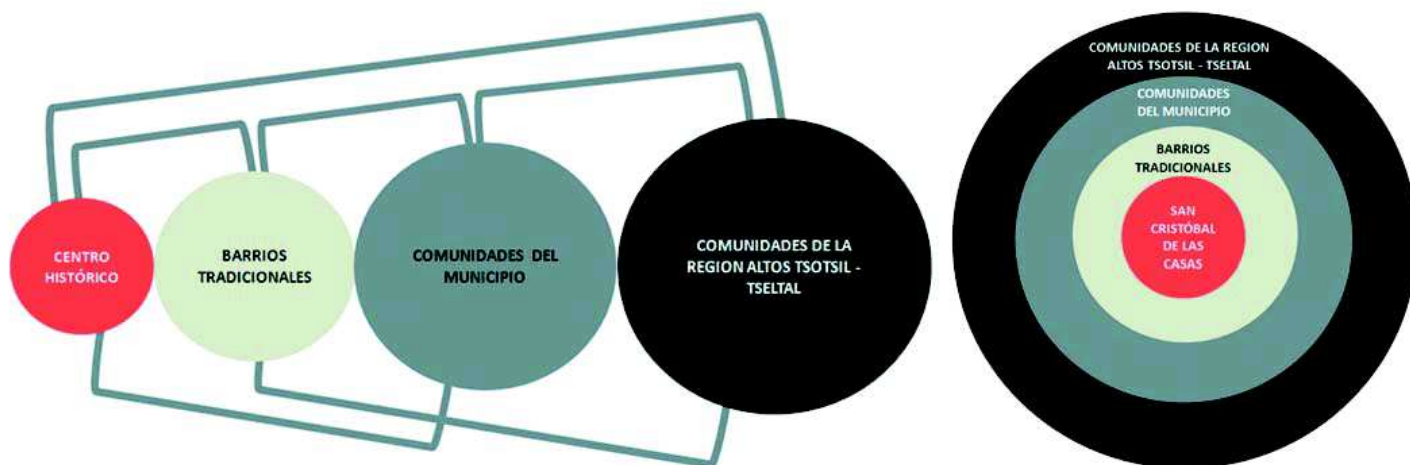 CENTRO
HISTÓRICO
BARRIOS
TRADICIONALES
COMUNIDADES DEL
MUNICIPIO
COMUNIDADES DE LA
REGION ALTOS TSOTSIL -
TSELTAL
COMUNIDADES DE LA REGION
ALTOS TSOTSIL - TSELTAL
COMUNIDADES
DEL MUNICIPIO
BARRIOS
TRADICIONALES
SAN
CRISTÓBAL
DE LAS
CASAS